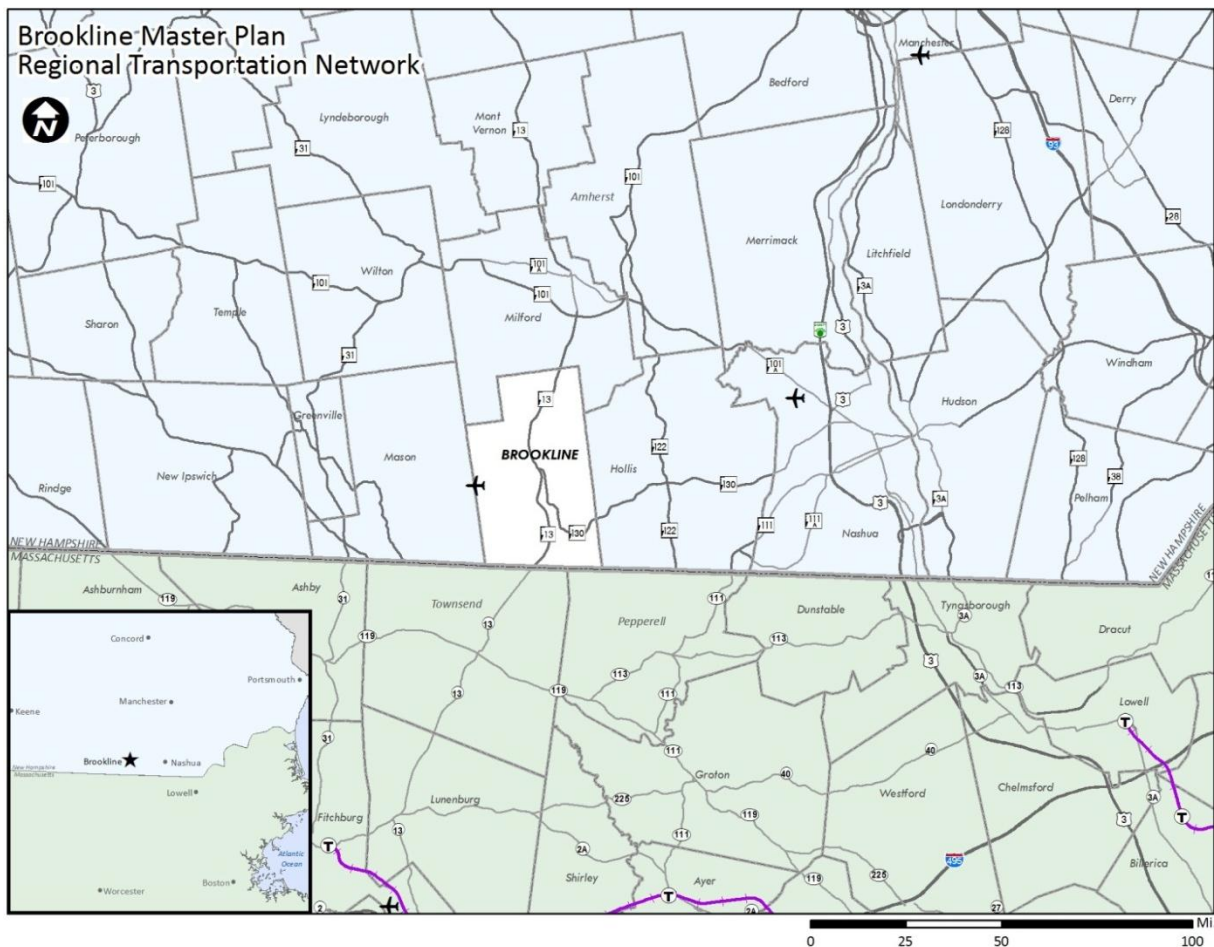 Brookline Master Plan
Regional Transportation Network
N
3
Peterborough
101
Lyndeborough
31
Mont
Vernon
13
Amherst
101
Bedford
Manchester
Derry
128
93
28
Londonderry
Merrimack
Litchfield
3A
3
Wilton
101
Temple
Sharon
31
101
A
101
Milford
Windham
101
A
3
Hudson
13
Greenville
Mason
BROOKLINE
Hollis
122
130
New Ipswich
Rindge
128
38
Pelham
3A
3
13
130
122
111
111
A
Nashua
NEW HAMPSHIRE
MASSACHUSETTS
NEW HAMPSHIRE
MASSACHUSETTS
Ashburnham
119
Ashby
31
Townsend
13
119
Pepperell
111
Dunstable
113
Tyngsborough
3A
Dracut
11
3
113
111
119
13
3A
113
Lowell
T
31
111
40
Groton
40
Westford
Chelmsford
225
119
Lunenburg
Fitchburg
13
T
2A
111
3A
3
T
Billerica
Shirley
Ayer
119
225
495
T
2
2A
27
Concord
Portsmouth
Keene
Manchester
Brookline
Nashua
New Hampshire
Massachusetts
Lowell
Atlantic
Ocean
Worcester
Boston
Mi
0 25 50 100